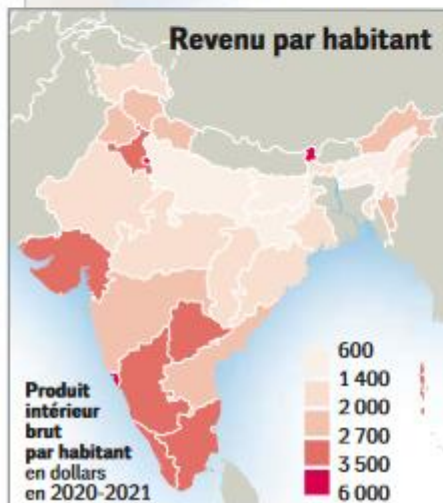 Revenu par habitant
600
1 400
2 000
2 700
3 500
6 000
Produit
intérieur
brut
par habitant
en dollars
en 2020-2021